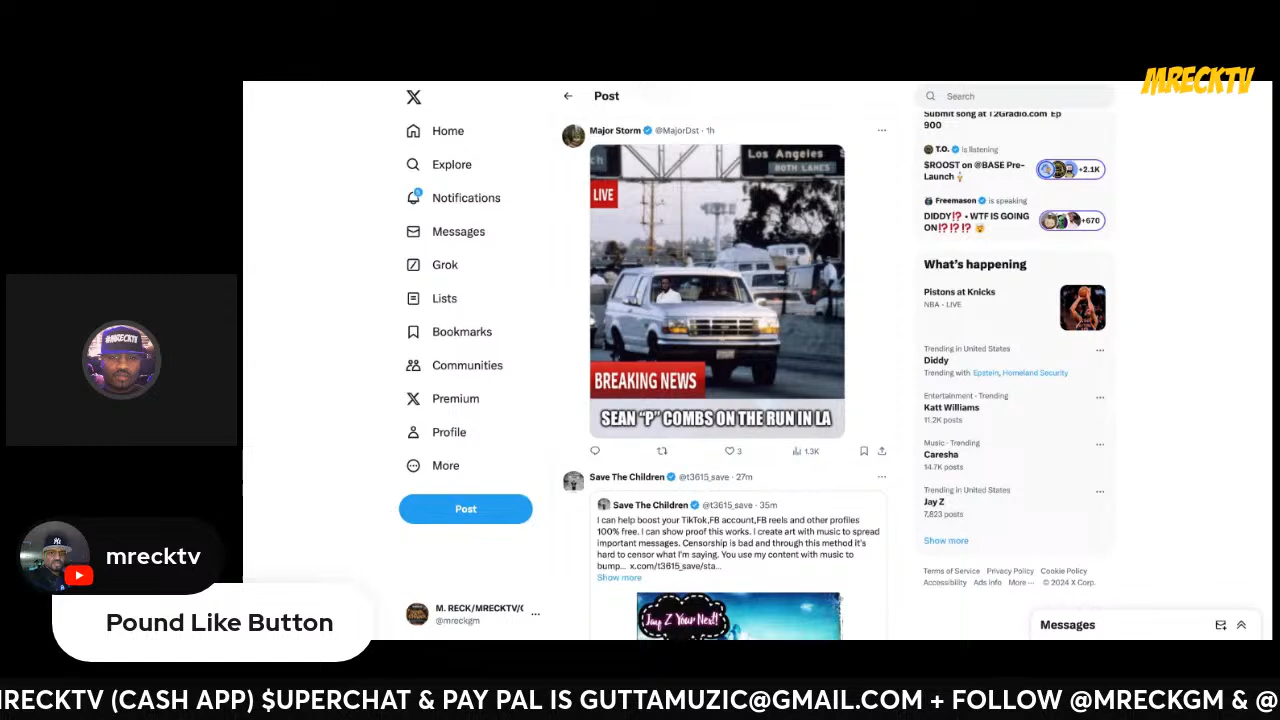 MRECKTV
Home
Explore
Notifications
Messages
Grok
Lists
Bookmarks
Communities
Premium
Profile
More
Post
M. RECK/MRECKTV/(
@mreckgm
Post
Major Storm @MajorDst · 1h
Los Angeles
BOTH LANES
LIVE
BREAKING NEWS
SEAN "P" COMBS ON THE RUN IN LA
3
1.3K
Save The Children @t3615_save · 27m
Save The Children @t3615_save · 35m
I can help boost your TikTok,FB account,FB reels and other profiles
100% free. I can show proof this works. I create art with music to spread
important messages. Censorship is bad and through this method it's
hard to censor what I'm saying. You use my content with music to
bump... x.com/t3615_save/sta...
Show more
Jay Z Your Next!
Search
Submit song at T2Gradio.com Ep
900
T.O. is listening
$ROOST on @BASE Pre-
Launch
+2.1K
Freemason is speaking
DIDDY⁉️ • WTF IS GOING
ON⁉️⁉️⁉️ 🤯
+670
What's happening
Pistons at Knicks
NBA · LIVE
Trending in United States
Diddy
Trending with Epstein, Homeland Security
Entertainment · Trending
Katt Williams
11.2K posts
Music · Trending
Caresha
14.7K posts
Trending in United States
Jay Z
7,823 posts
Show more
Terms of Service Privacy Policy Cookie Policy
Accessibility Ads info More ··· © 2024 X Corp.
Messages
mrecktv
Pound Like Button
MRECKTV (CASH APP) $UPERCHAT & PAY PAL IS GUTTAMUZIC@GMAIL.COM + FOLLOW @MRECKGM & @